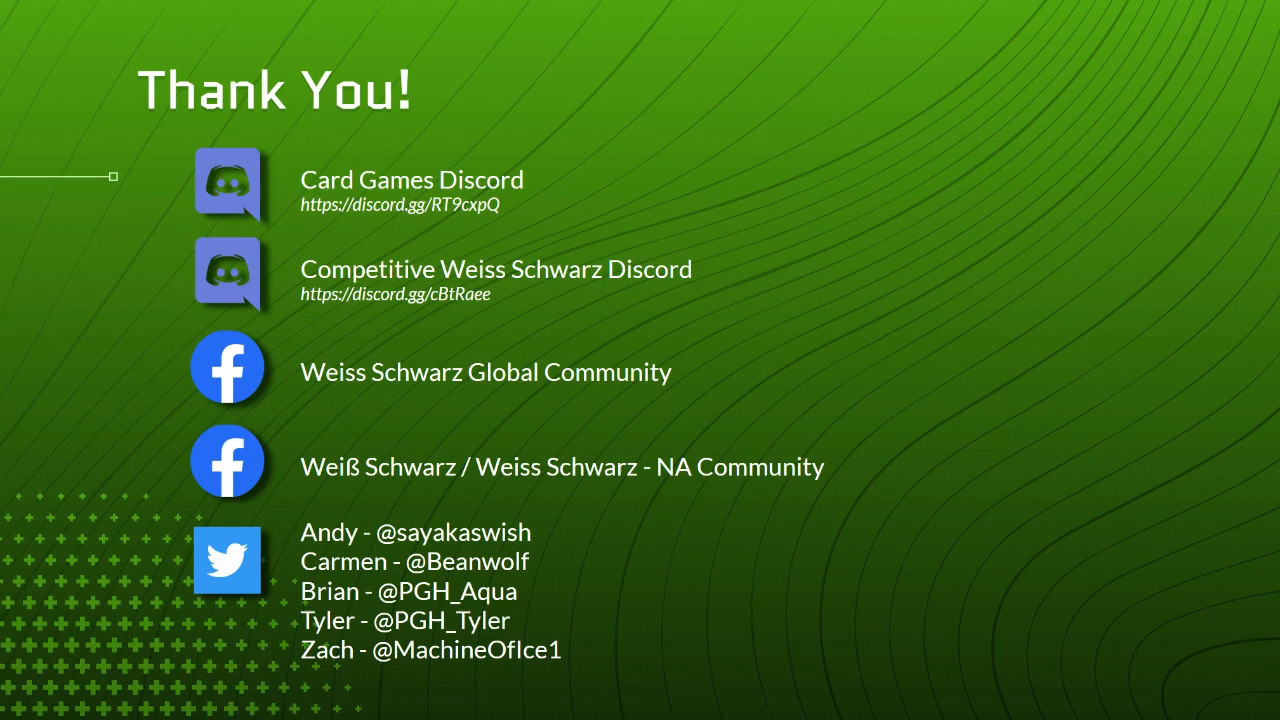 Thank You!
Card Games Discord
https://discord.gg/RT9cxpQ
Competitive Weiss Schwarz Discord
https://discord.gg/cBtRaee
Weiss Schwarz Global Community
Weiß Schwarz / Weiss Schwarz - NA Community
Andy - @sayakaswish
Carmen - @Beanwolf
Brian - @PGH_Aqua
Tyler - @PGH_Tyler
Zach - @MachineOfIce1